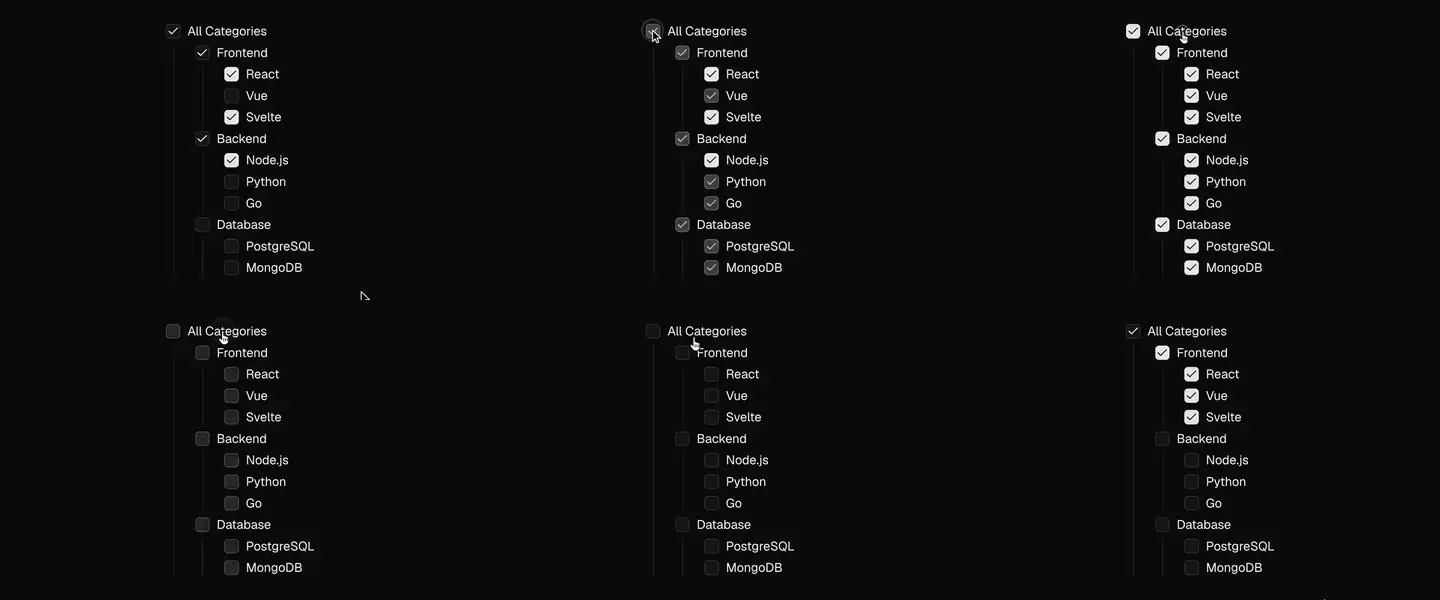 All Categories
Frontend
React
Vue
Svelte
Backend
Node.js
Python
Go
Database
PostgreSQL
MongoDB
All Categories
Frontend
React
Vue
Svelte
Backend
Node.js
Python
Go
Database
PostgreSQL
MongoDB
All Categories
Frontend
React
Vue
Svelte
Backend
Node.js
Python
Go
Database
PostgreSQL
MongoDB
All Categories
Frontend
React
Vue
Svelte
Backend
Node.js
Python
Go
Database
PostgreSQL
MongoDB
All Categories
Frontend
React
Vue
Svelte
Backend
Node.js
Python
Go
Database
PostgreSQL
MongoDB
All Categories
Frontend
React
Vue
Svelte
Backend
Node.js
Python
Go
Database
PostgreSQL
MongoDB